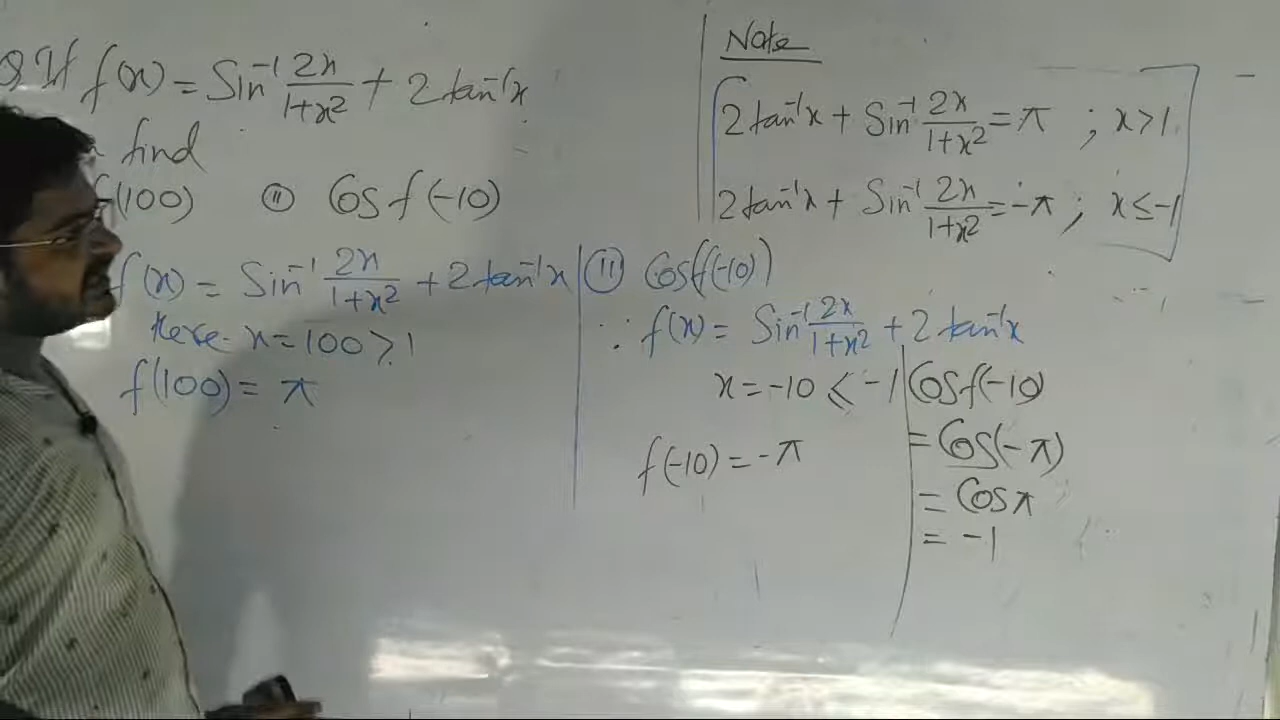 Q. If f(x) = Sin⁻¹ 2x/1+x² + 2 tan⁻¹x
find
f(100) (ii) Cos f(-10)
f(x) = Sin⁻¹ 2x/1+x² + 2 tan⁻¹x
Here x = 100 > 1
f(100) = π
Note
2 tan⁻¹x + Sin⁻¹ 2x/1+x² = π ; x > 1
2 tan⁻¹x + Sin⁻¹ 2x/1+x² = -π ; x ≤ -1
(ii) Cos f(-10)
∵ f(x) = Sin⁻¹ 2x/1+x² + 2 tan⁻¹x
x = -10 ≤ -1
f(-10) = -π
Cos f(-10)
= Cos(-π)
= Cos π
= -1